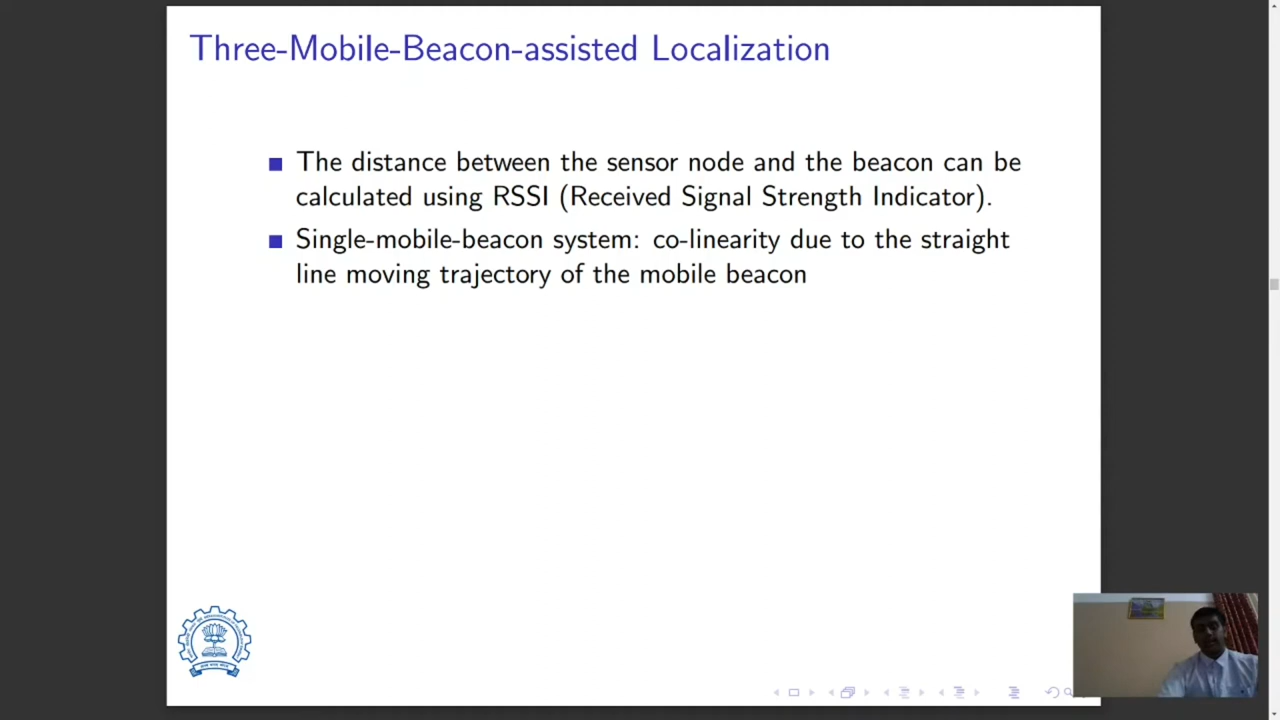 Three-Mobile-Beacon-assisted Localization
The distance between the sensor node and the beacon can be
calculated using RSSI (Received Signal Strength Indicator).
Single-mobile-beacon system: co-linearity due to the straight
line moving trajectory of the mobile beacon